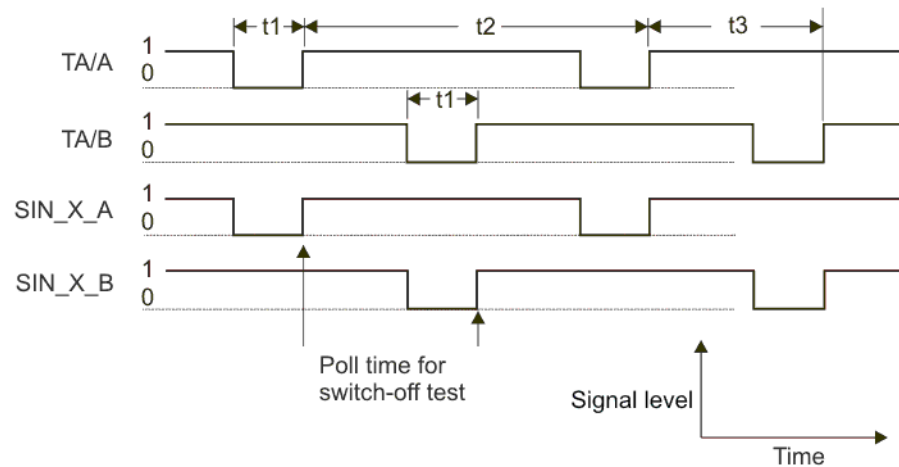 t1
t2
t3
TA/A
1
0
t1
TA/B
1
0
SIN_X_A
1
0
SIN_X_B
1
0
Poll time for
switch-off test
Signal level
Time